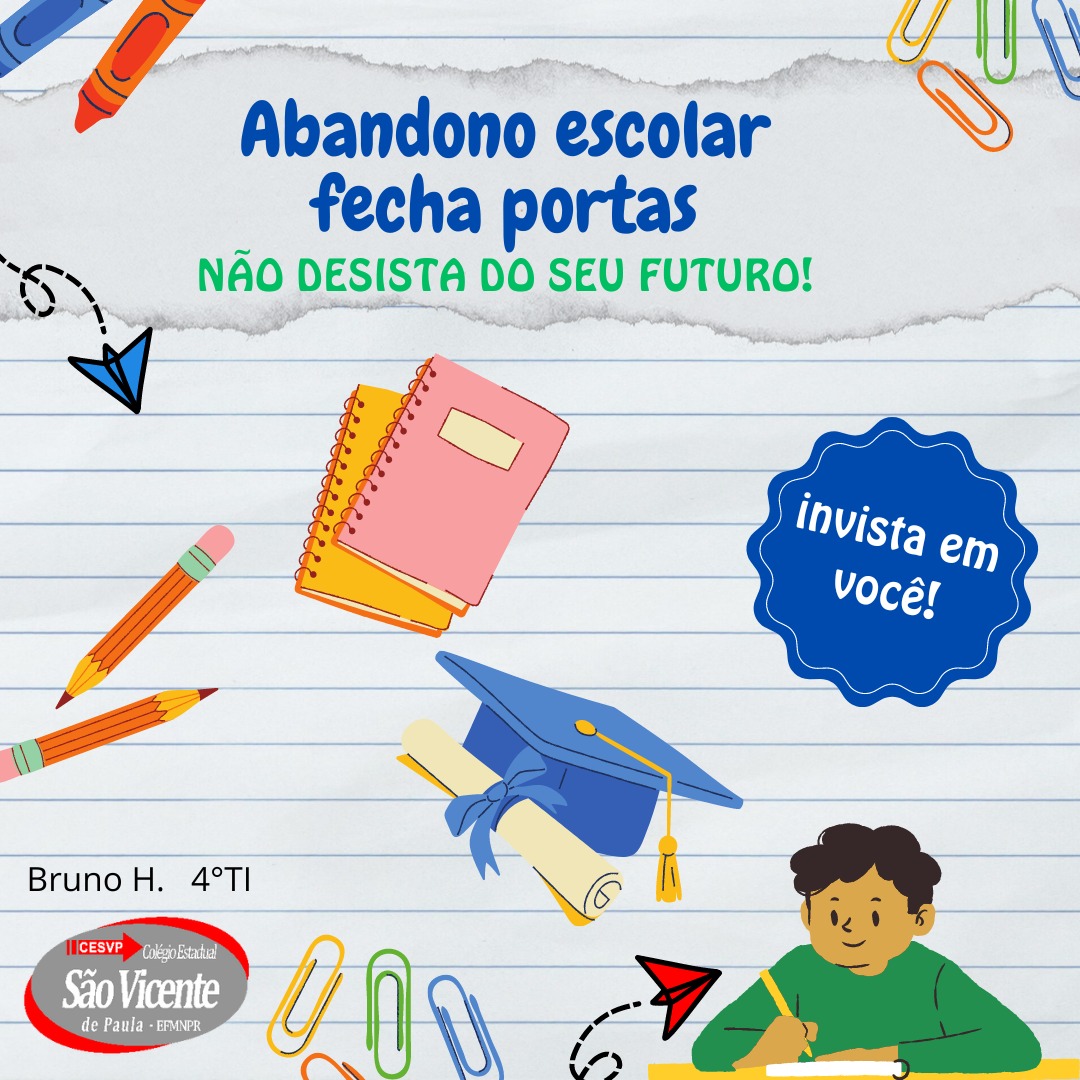 Abandono escolar
fecha portas
NÃO DESISTA DO SEU FUTURO!
invista em
você!
Bruno H. 4°TI
CESVP Colégio Estadual
São Vicente
de Paula - EFMNPR